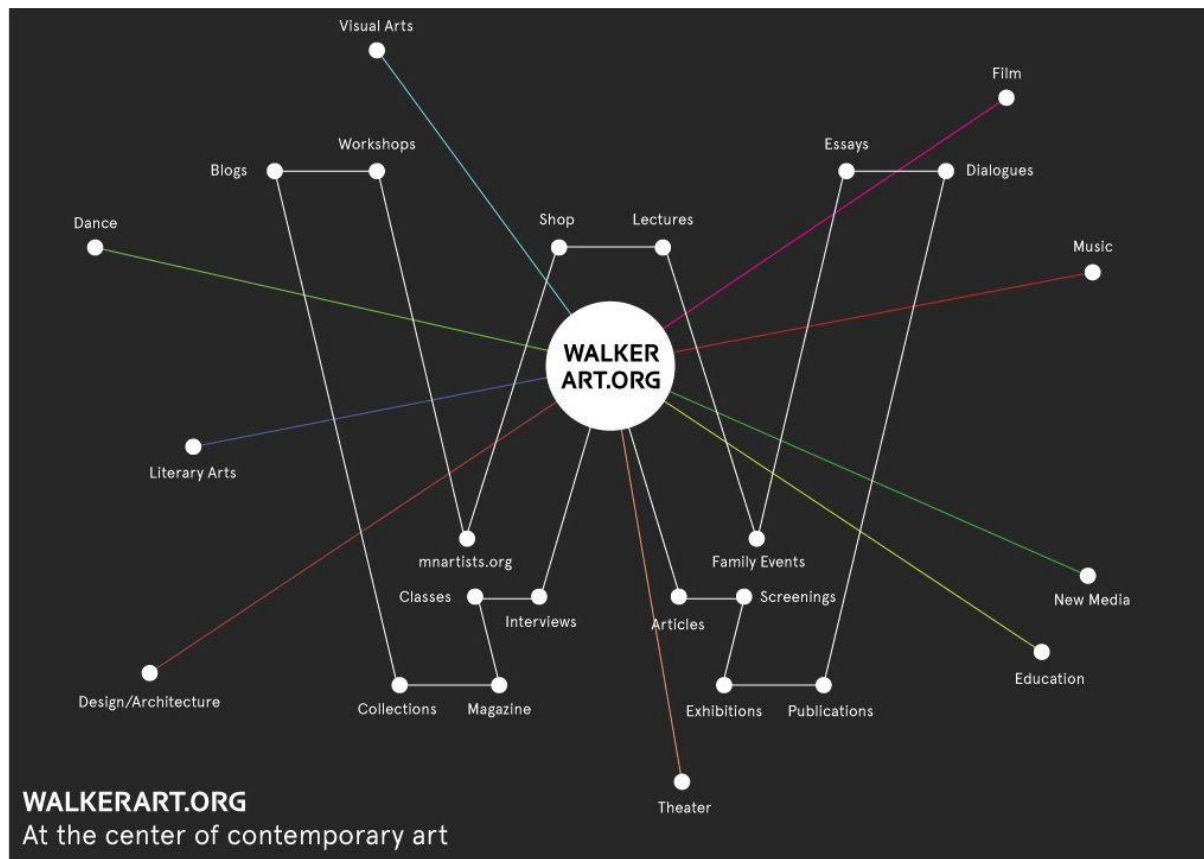 Visual Arts
Film
Workshops
Essays
Blogs
Dialogues
Dance
Shop
Lectures
Music
WALKER
ART.ORG
Literary Arts
mnartists.org
Family Events
Classes
Screenings
New Media
Interviews
Articles
Education
Design/Architecture
Collections
Magazine
Exhibitions
Publications
Theater
WALKERART.ORG
At the center of contemporary art